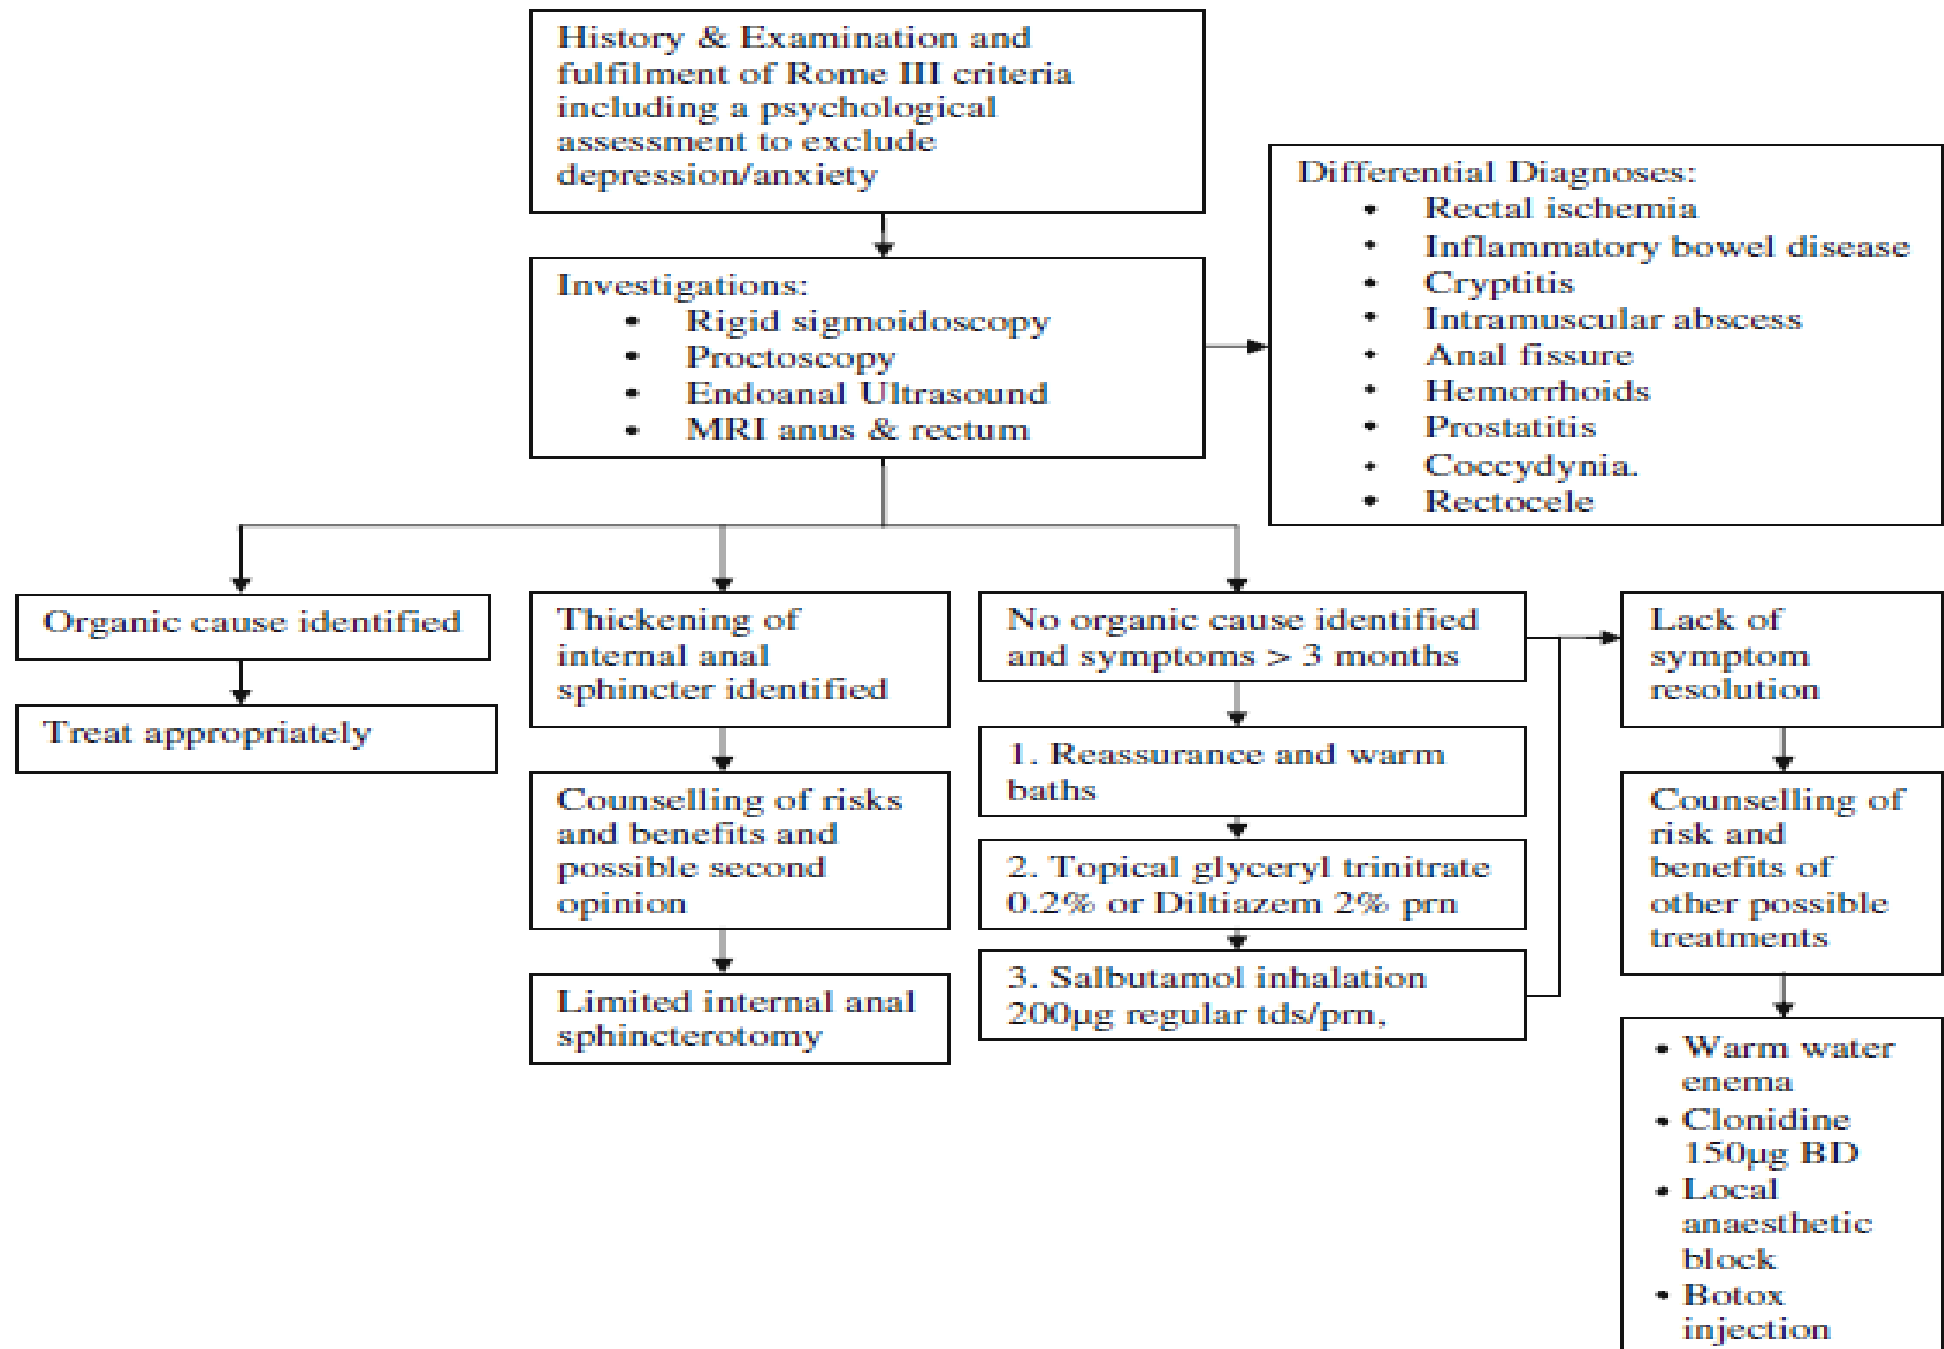 History & Examination and
fulfilment of Rome III criteria
including a psychological
assessment to exclude
depression/anxiety
Differential Diagnoses:
• Rectal ischemia
• Inflammatory bowel disease
• Cryptitis
• Intramuscular abscess
• Anal fissure
• Hemorrhoids
• Prostatitis
• Coccydynia.
• Rectocele
Investigations:
• Rigid sigmoidoscopy
• Proctoscopy
• Endoanal Ultrasound
• MRI anus & rectum
Organic cause identified
Treat appropriately
Thickening of
internal anal
sphincter identified
Counselling of risks
and benefits and
possible second
opinion
Limited internal anal
sphincterotomy
No organic cause identified
and symptoms > 3 months
1. Reassurance and warm
baths
2. Topical glyceryl trinitrate
0.2% or Diltiazem 2% prn
3. Salbutamol inhalation
200µg regular tds/prn,
Lack of
symptom
resolution
Counselling of
risk and
benefits of
other possible
treatments
• Warm water
enema
• Clonidine
150µg BD
• Local
anaesthetic
block
• Botox
injection